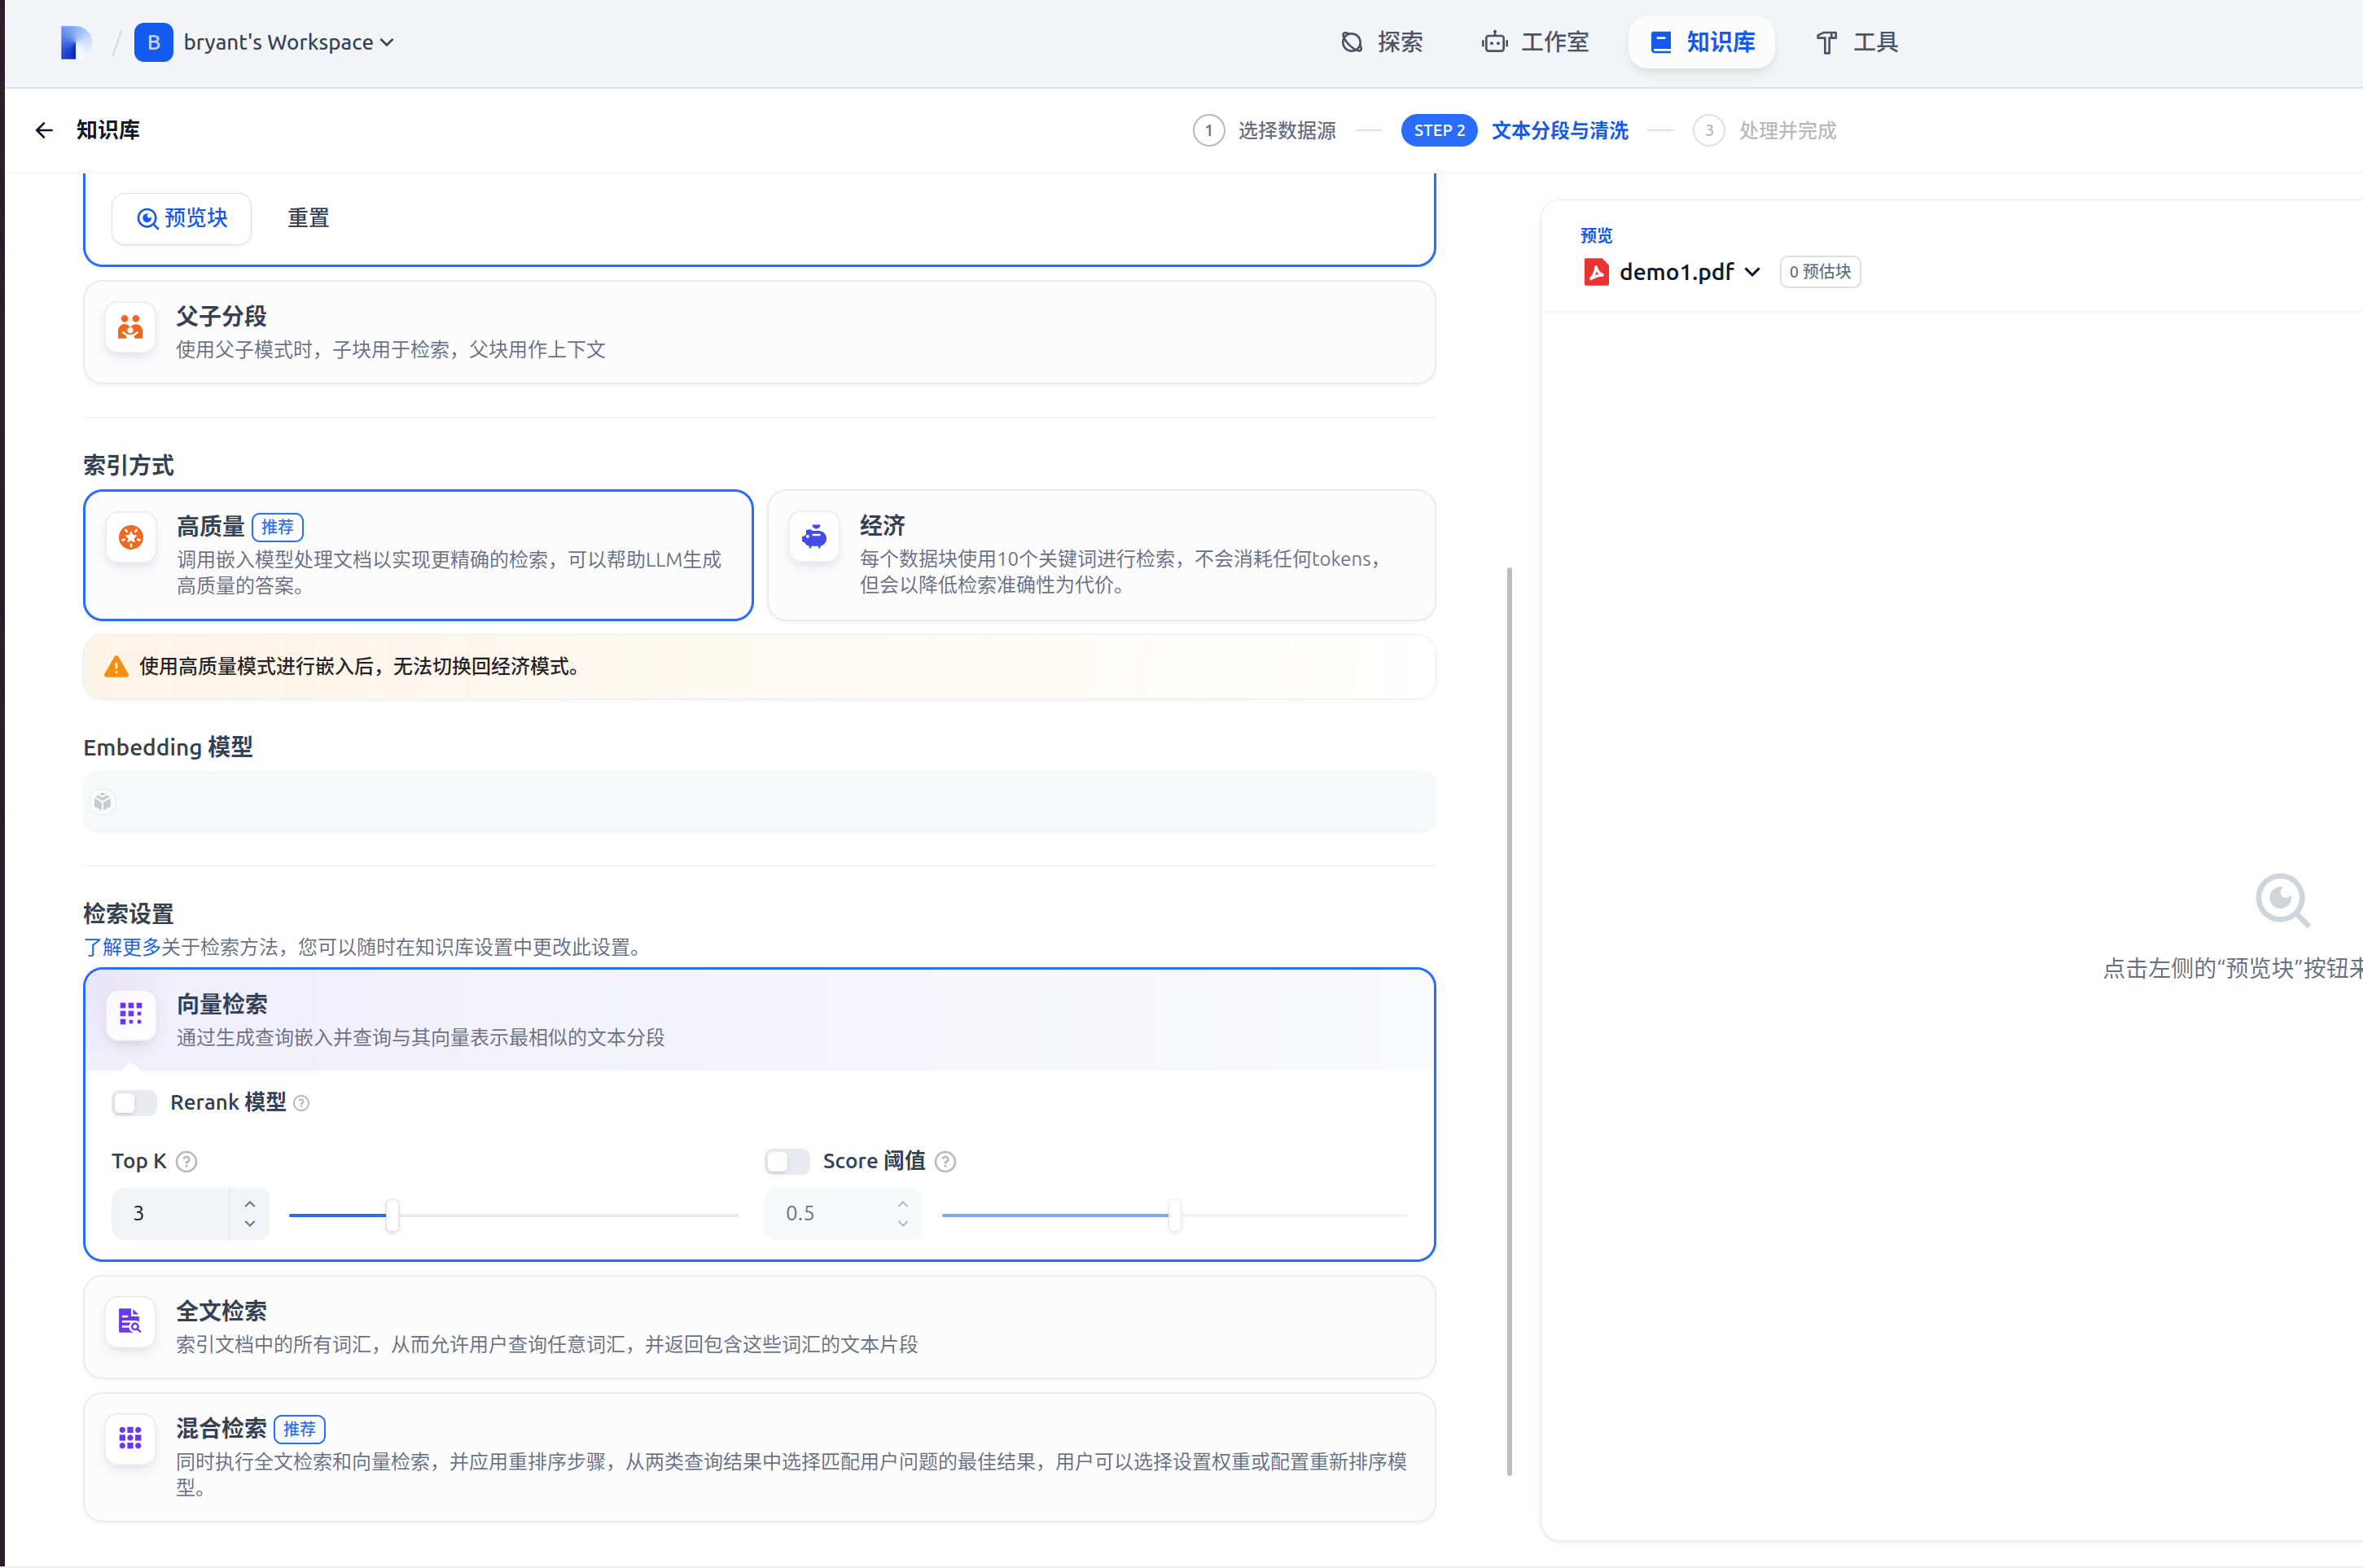 B bryant's Workspace
探索
工作室
知识库
工具
知识库
1 选择数据源
STEP 2 文本分段与清洗
3 处理并完成
预览块
重置
父子分段
使用父子模式时，子块用于检索，父块用作上下文
索引方式
高质量 推荐
调用嵌入模型处理文档以实现更精确的检索，可以帮助LLM生成
高质量的答案。
经济
每个数据块使用10个关键词进行检索，不会消耗任何tokens，
但会以降低检索准确性为代价。
使用高质量模式进行嵌入后，无法切换回经济模式。
Embedding 模型
检索设置
了解更多关于检索方法，您可以随时在知识库设置中更改此设置。
向量检索
通过生成查询嵌入并查询与其向量表示最相似的文本分段
Rerank 模型
Top K
3
Score 阈值
0.5
全文检索
索引文档中的所有词汇，从而允许用户查询任意词汇，并返回包含这些词汇的文本片段
混合检索 推荐
同时执行全文检索和向量检索，并应用重排序步骤，从两类查询结果中选择匹配用户问题的最佳结果，用户可以选择设置权重或配置重新排序模
型。
预览
demo1.pdf 0 预估块
点击左侧的“预览块”按钮来